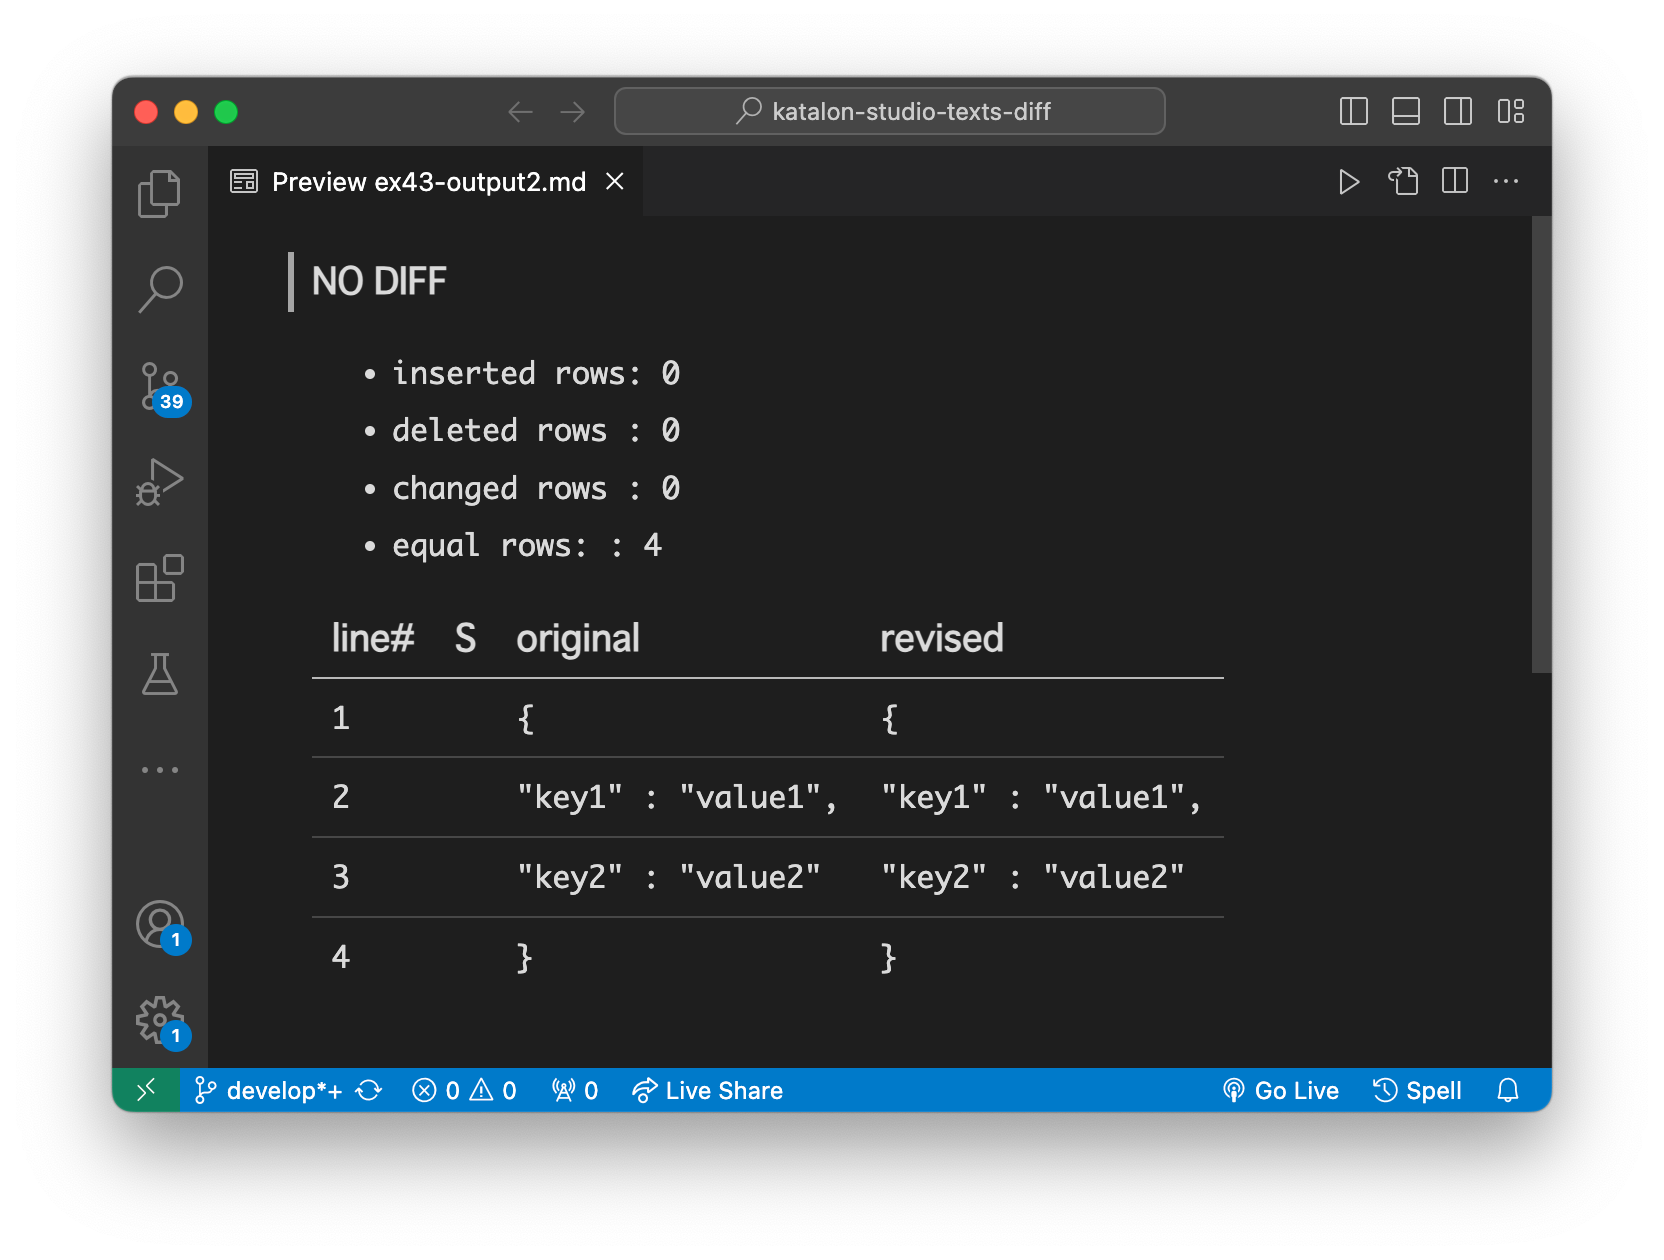 katalon-studio-texts-diff
Preview ex43-output2.md
NO DIFF
• inserted rows: 0
• deleted rows : 0
• changed rows : 0
• equal rows: : 4
line# S original revised
1 { {
2 "key1" : "value1", "key1" : "value1",
3 "key2" : "value2" "key2" : "value2"
4 } }
39
1
1
develop*+ 0 0 0 Live Share Go Live Spell